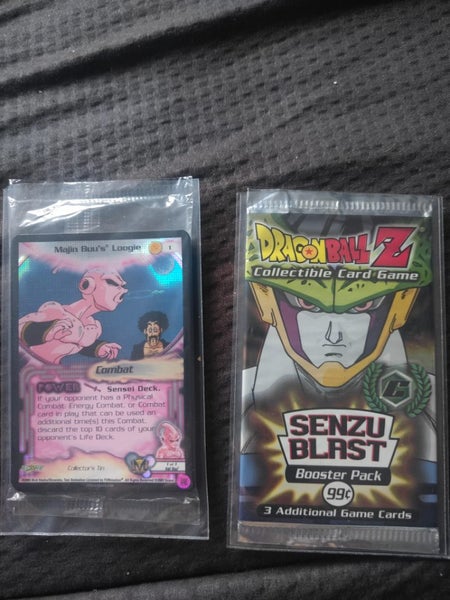 Majin Buu's Loogie
1
Combat
POWER: Sensei Deck.
If your opponent has a Physical
Combat, Energy Combat, or Combat
card in play that can be used an
additional time(s) this Combat,
discard the top 10 cards of your
opponent's Life Deck.
Collector's Tin
DRAGON BALL Z
Collectible Card Game
SENZU
BLAST
Booster Pack
99¢
3 Additional Game Cards